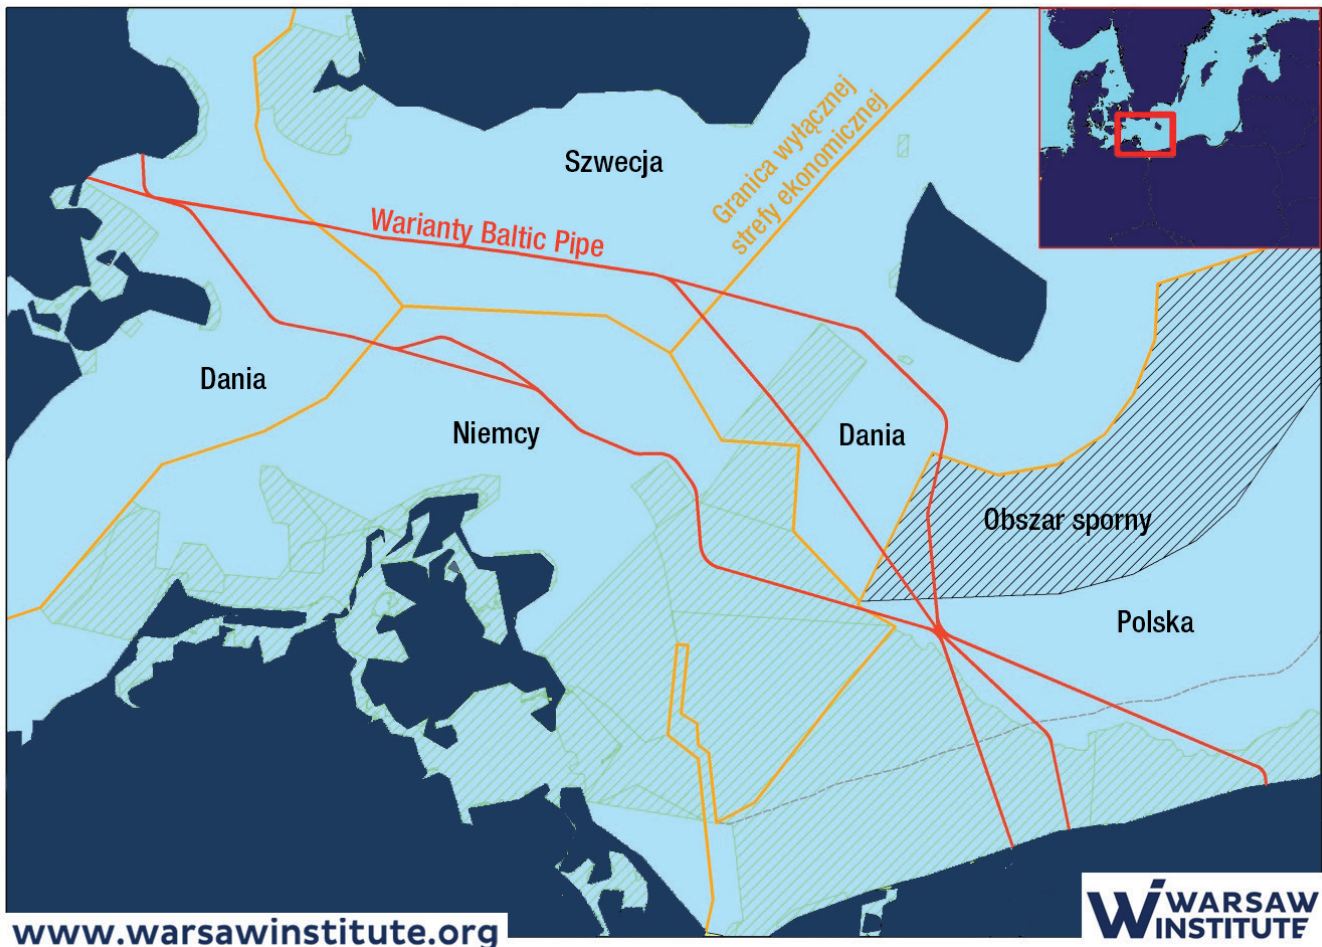 Szwecja
Granica wyłącznej
strefy ekonomicznej
Warianty Baltic Pipe
Dania
Niemcy
Dania
Obszar sporny
Polska
www.warsawinstitute.org
WARSAW
INSTITUTE